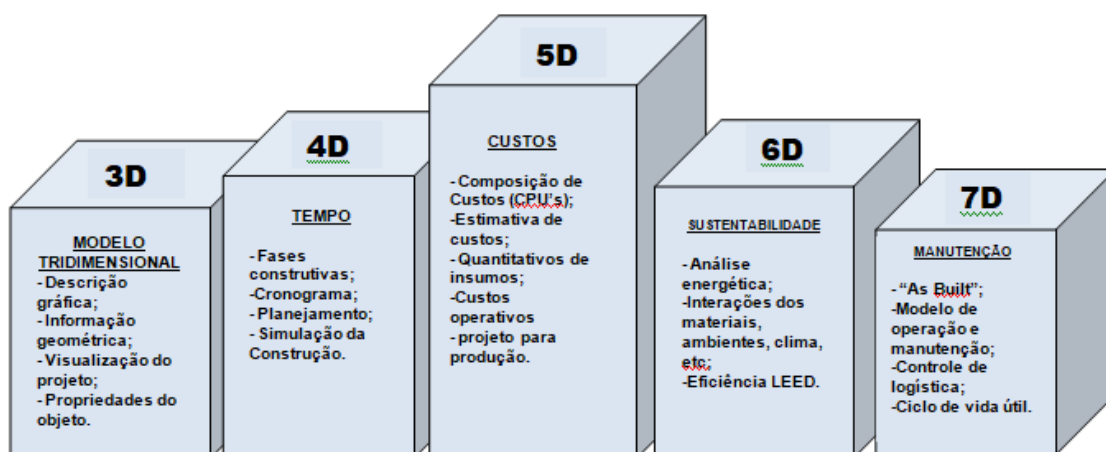 3D
MODELO
TRIDIMENSIONAL
- Descrição
gráfica;
- Informação
geométrica;
- Visualização do
projeto;
- Propriedades do
objeto.
4D
TEMPO
- Fases
construtivas;
-Cronograma;
- Planejamento;
- Simulação da
Construção.
5D
CUSTOS
- Composição de
Custos (CPU's);
-Estimativa de
custos;
- Quantitativos de
insumos;
-Custos
operativos
- projeto para
produção.
6D
SUSTENTABILIDADE
- Análise
energética;
-Interações dos
materiais,
ambientes, clima,
etc;
-Eficiência LEED.
7D
MANUTENÇÃO
- “As Built”;
-Modelo de
operação e
manutenção;
-Controle de
logística;
-Ciclo de vida útil.